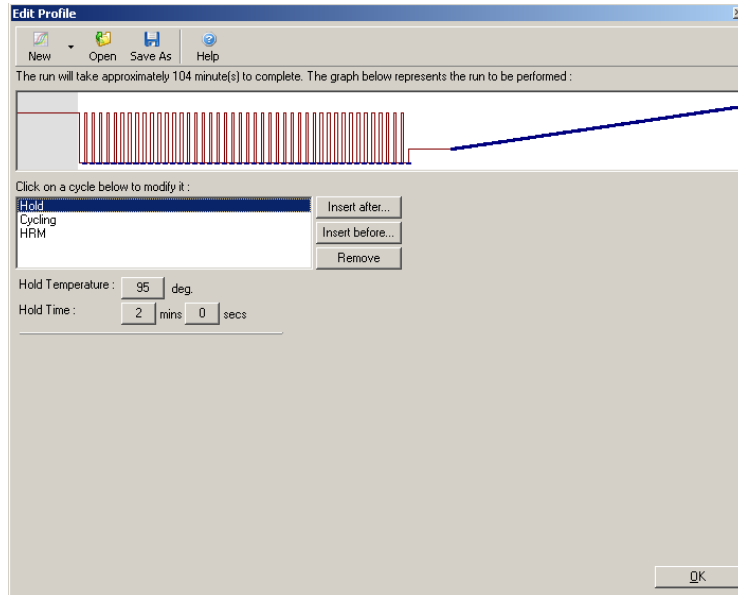 Edit Profile
New Open Save As Help
The run will take approximately 104 minute(s) to complete. The graph below represents the run to be performed :
Click on a cycle below to modify it :
Hold
Cycling
HRM
Insert after...
Insert before...
Remove
Hold Temperature : 95 deg.
Hold Time : 2 mins 0 secs
OK